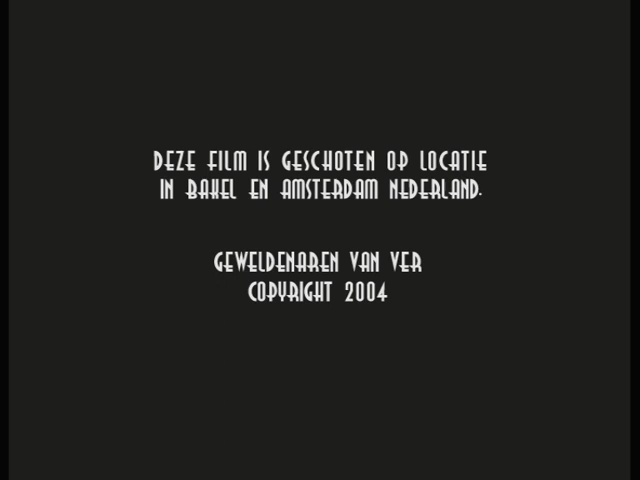 DEZE FILM IS GESCHOTEN OP LOCATIE
IN BAKEL EN AMSTERDAM NEDERLAND.
GEWELDENAREN VAN VER
COPYRIGHT 2004